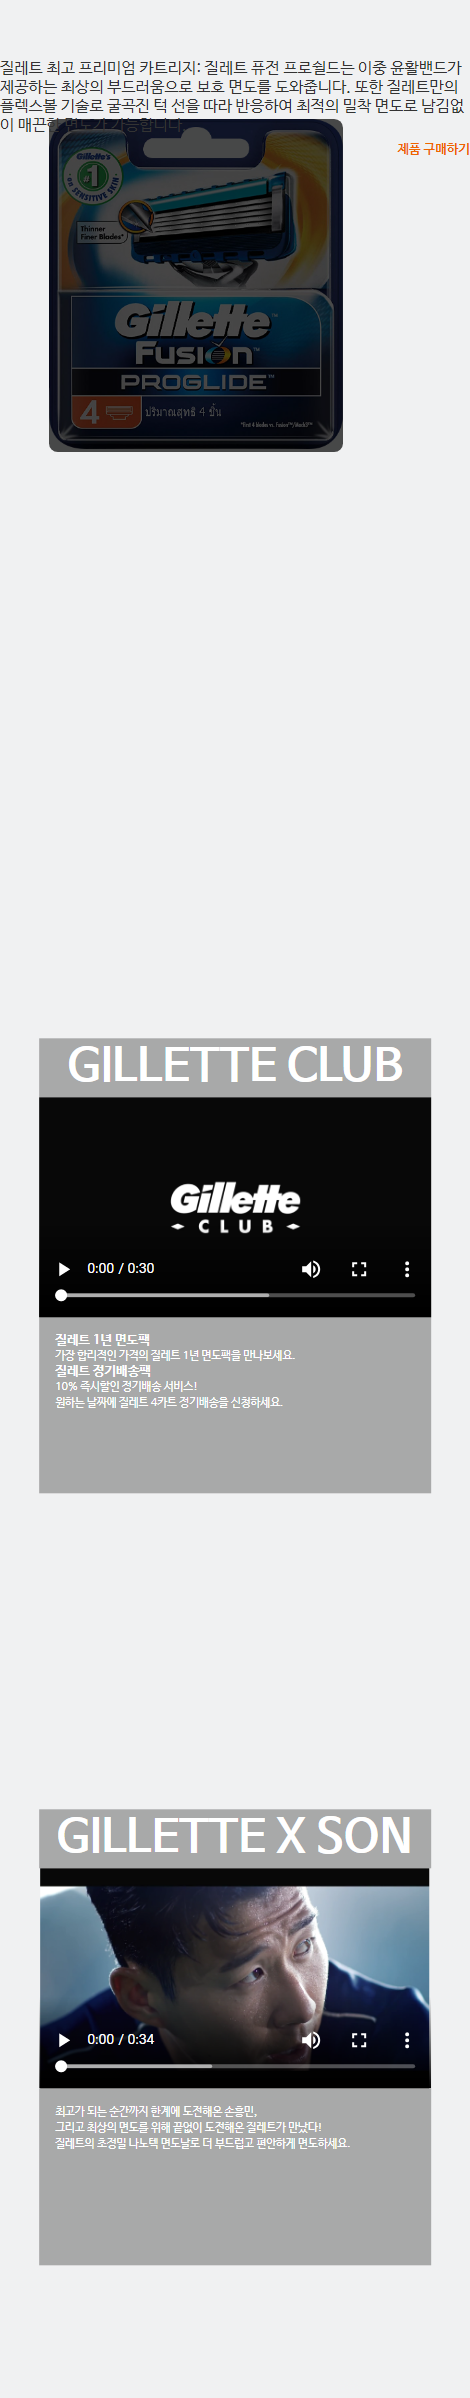 질레트 최고 프리미엄 카트리지: 질레트 퓨전 프로쉴드는 이중 윤활밴드가
제공하는 최상의 부드러움으로 보호 면도를 도와줍니다. 또한 질레트만의
플렉스볼 기술로 굴곡진 턱 선을 따라 반응하여 최적의 밀착 면도로 남김없
이 매끈한 면도가 가능합니다.
제품 구매하기
Gillette's
#1
on SENSITIVE SKIN*
Thinner
Finer Blades*
Gillette™
Fusion™
PROGLIDE™
4
ปริมาณสุทธิ 4 ชิ้น
GILLETTE CLUB
Gillette
CLUB
0:00 / 0:30
질레트 1년 면도팩
가장 합리적인 가격의 질레트 1년 면도팩을 만나보세요.
질레트 정기배송팩
10% 즉시할인 정기배송 서비스!
원하는 날짜에 질레트 4카트 정기배송을 신청하세요.
GILLETTE X SON
0:00 / 0:34
최고가 되는 순간까지 한계에 도전해온 손흥민,
그리고 최상의 면도를 위해 끝없이 도전해온 질레트가 만났다!
질레트의 초정밀 나노텍 면도날로 더 부드럽고 편안하게 면도하세요.